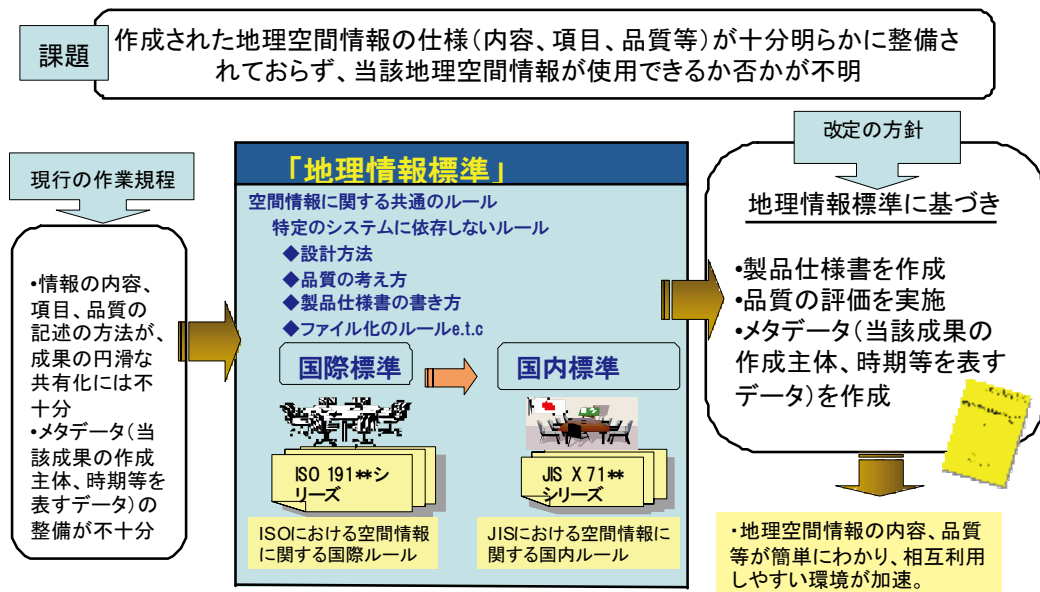 課題
作成された地理空間情報の仕様(内容、項目、品質等)が十分明らかに整備さ
れておらず、当該地理空間情報が使用できるか否かが不明
現行の作業規程
•情報の内容、
項目、品質の
記述の方法が、
成果の円滑な
共有化には不
十分
•メタデータ(当
該成果の作成
主体、時期等を
表すデータ)の
整備が不十分
「地理情報標準」
空間情報に関する共通のルール
特定のシステムに依存しないルール
◆設計方法
◆品質の考え方
◆製品仕様書の書き方
◆ファイル化のルールe.t.c
国際標準
国内標準
ISO 191**シ
リーズ
JIS X 71**
シリーズ
ISOにおける空間情報
に関する国際ルール
JISにおける空間情報に
関する国内ルール
改定の方針
地理情報標準に基づき
•製品仕様書を作成
•品質の評価を実施
•メタデータ(当該成果の
作成主体、時期等を表す
データ)を作成
・地理空間情報の内容、品質
等が簡単にわかり、相互利用
しやすい環境が加速。